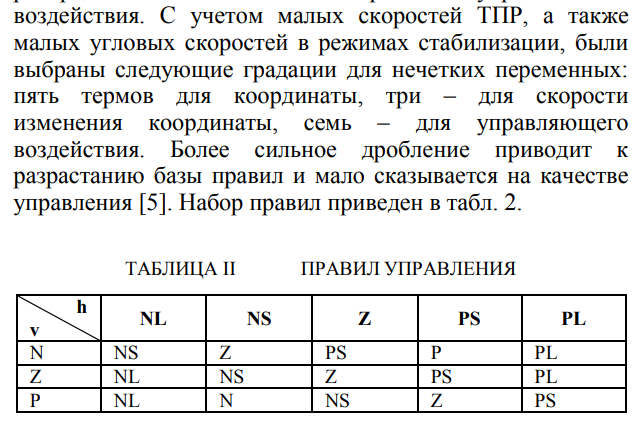 воздействия. С учетом малых скоростей ТПР, а также
малых угловых скоростей в режимах стабилизации, были
выбраны следующие градации для нечетких переменных:
пять термов для координаты, три – для скорости
изменения координаты, семь – для управляющего
воздействия. Более сильное дробление приводит к
разрастанию базы правил и мало сказывается на качестве
управления [5]. Набор правил приведен в табл. 2.
ТАБЛИЦА II ПРАВИЛ УПРАВЛЕНИЯ
h
v NL NS Z PS PL
N NS Z PS P PL
Z NL NS Z PS PL
P NL N NS Z PS